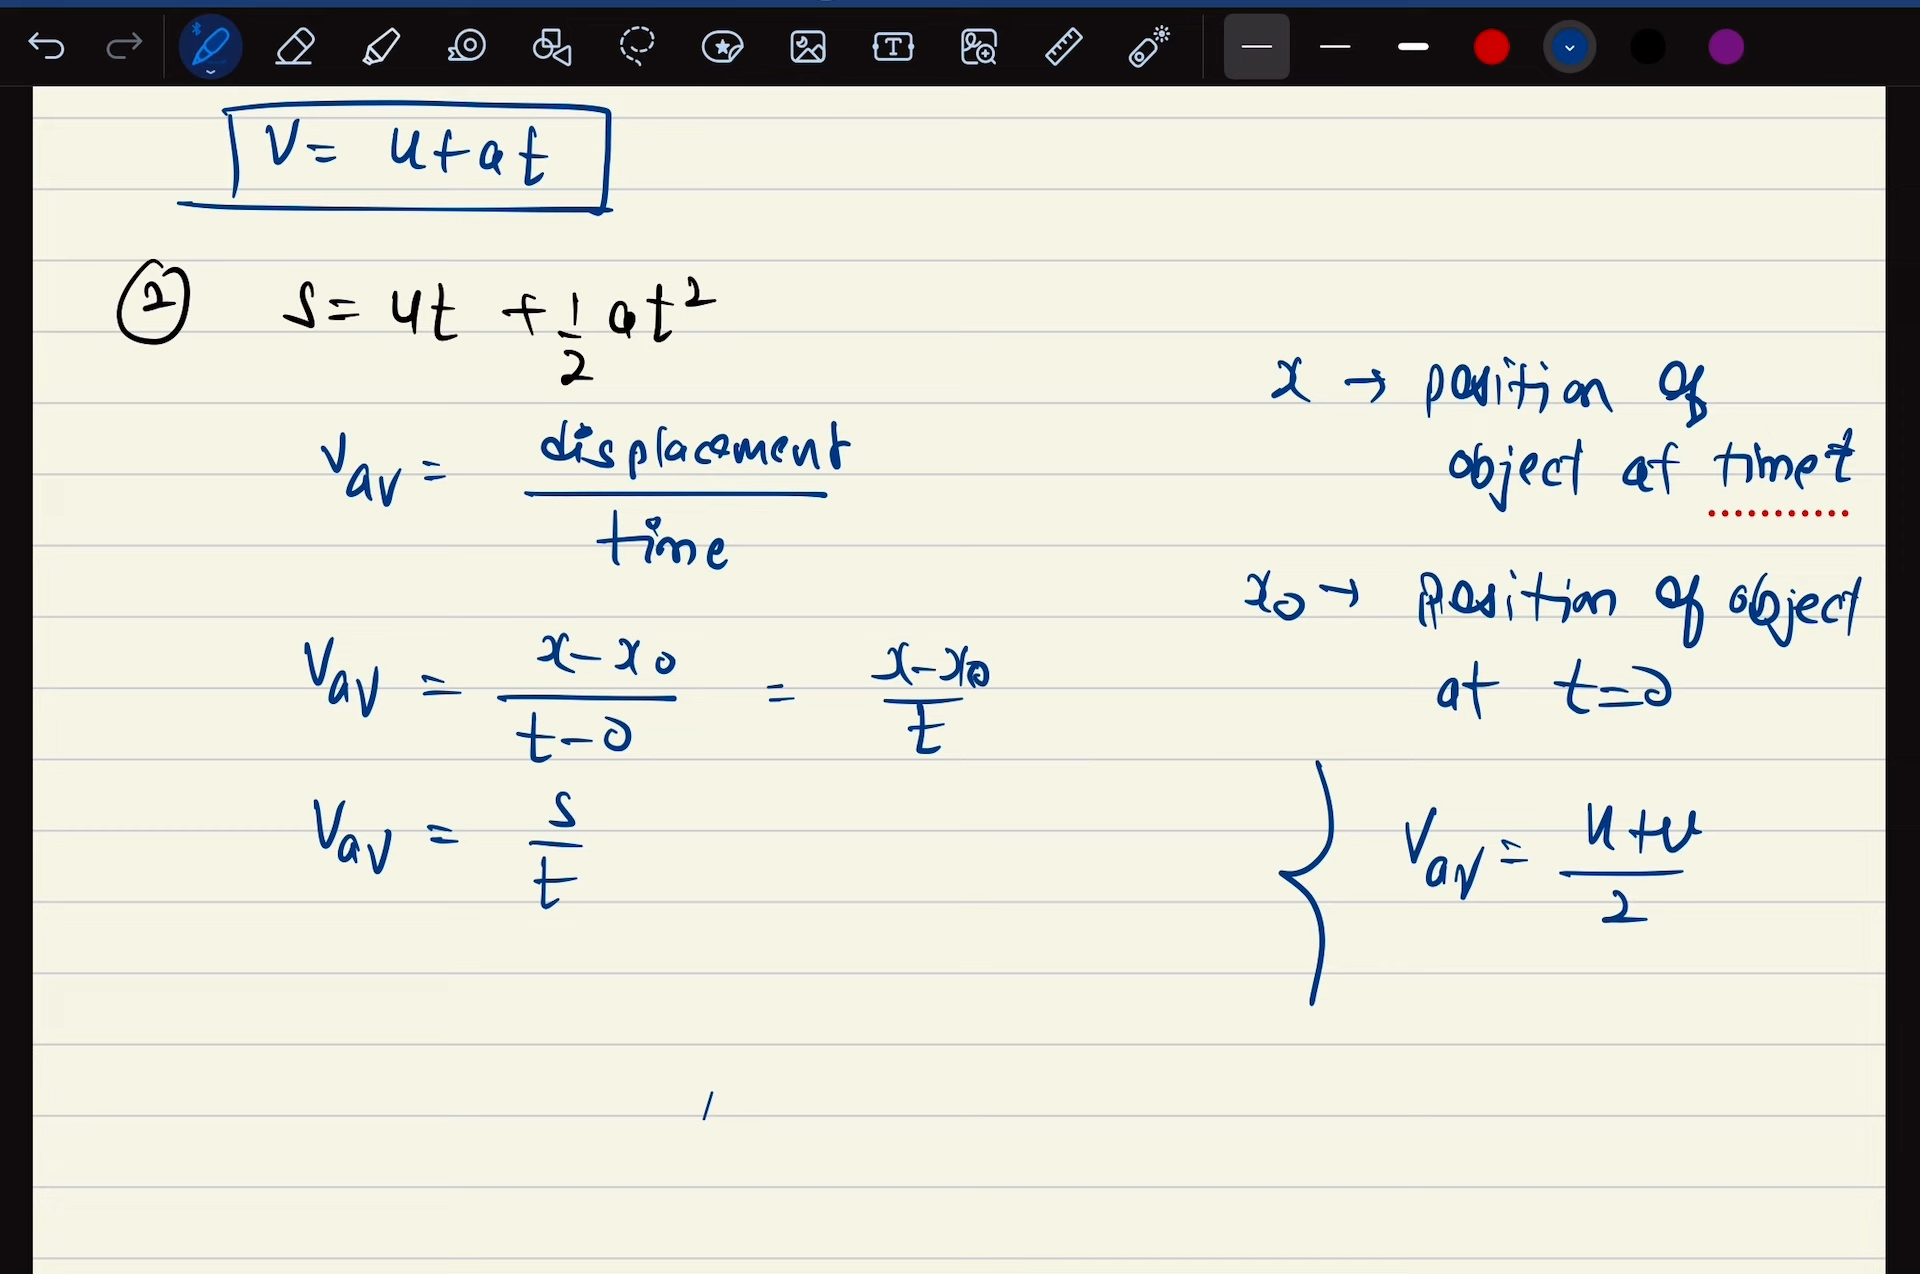 V = u + at
② S = ut + 1/2 at²
Vav = displacement / time
x → position of
object at time t
x₀ → position of object
at t = 0
Vav = (x - x₀) / (t - 0) = (x - x₀) / t
Vav = s / t
Vav = (u + v) / 2